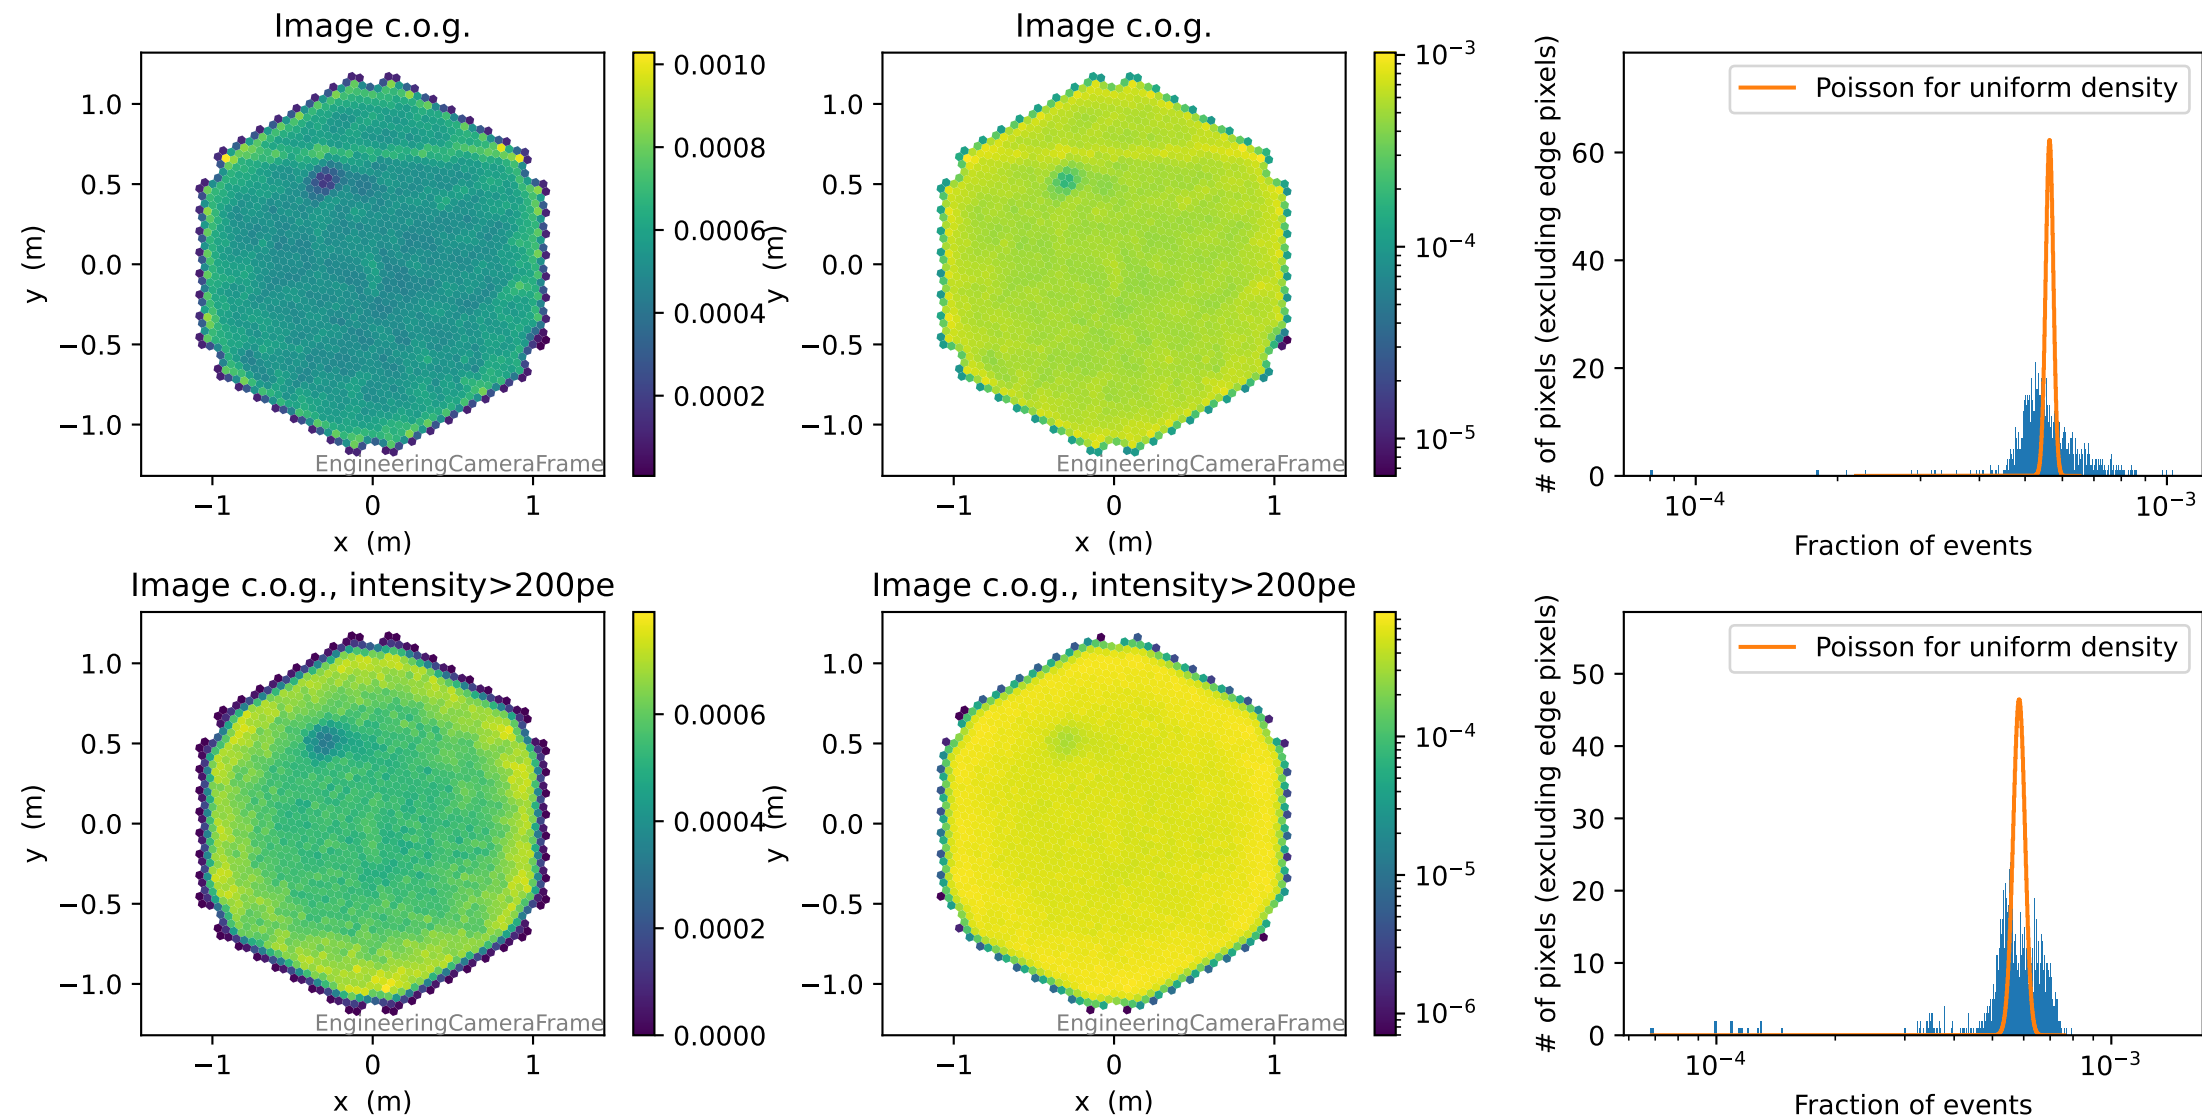 Image c.o.g.
1.0
0.5
0.0
−0.5
−1.0
y (m)
−1
0
1
x (m)
EngineeringCameraFrame
0.0010
0.0008
0.0006
0.0004
0.0002
Image c.o.g.
1.0
0.5
0.0
−0.5
−1.0
y (m)
−1
0
1
x (m)
EngineeringCameraFrame
10⁻³
10⁻⁴
10⁻⁵
Poisson for uniform density
# of pixels (excluding edge pixels)
60
40
20
0
10⁻⁴
10⁻³
Fraction of events
Image c.o.g., intensity>200pe
1.0
0.5
0.0
−0.5
−1.0
y (m)
−1
0
1
x (m)
EngineeringCameraFrame
0.0006
0.0004
0.0002
0.0000
Image c.o.g., intensity>200pe
1.0
0.5
0.0
−0.5
−1.0
y (m)
−1
0
1
x (m)
EngineeringCameraFrame
10⁻⁴
10⁻⁵
10⁻⁶
Poisson for uniform density
# of pixels (excluding edge pixels)
50
40
30
20
10
0
10⁻⁴
10⁻³
Fraction of events